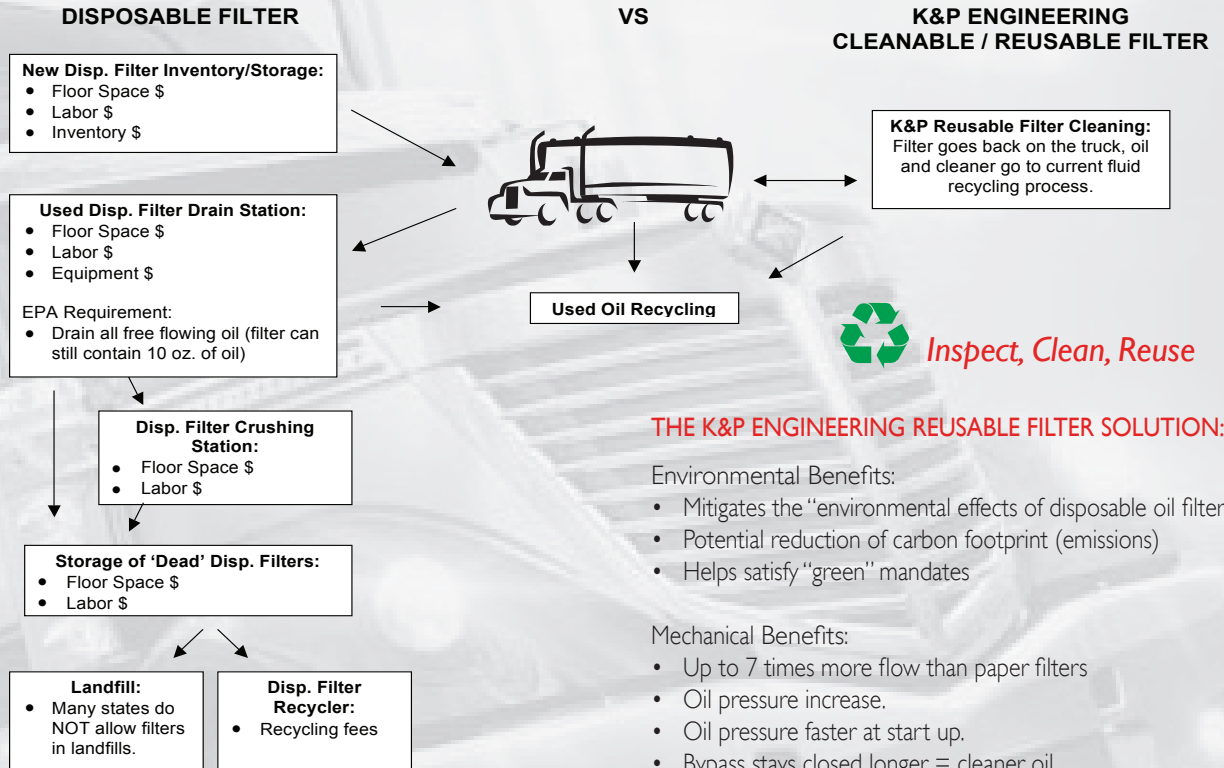 DISPOSABLE FILTER
VS
K&P ENGINEERING
CLEANABLE / REUSABLE FILTER
New Disp. Filter Inventory/Storage:
• Floor Space $
• Labor $
• Inventory $
K&P Reusable Filter Cleaning:
Filter goes back on the truck, oil
and cleaner go to current fluid
recycling process.
Used Disp. Filter Drain Station:
• Floor Space $
• Labor $
• Equipment $
EPA Requirement:
• Drain all free flowing oil (filter can
still contain 10 oz. of oil)
Used Oil Recycling
Inspect, Clean, Reuse
Disp. Filter Crushing
Station:
• Floor Space $
• Labor $
Storage of ‘Dead’ Disp. Filters:
• Floor Space $
• Labor $
Landfill:
• Many states do
NOT allow filters
in landfills.
Disp. Filter
Recycler:
• Recycling fees
THE K&P ENGINEERING REUSABLE FILTER SOLUTION:
Environmental Benefits:
• Mitigates the “environmental effects of disposable oil filter
• Potential reduction of carbon footprint (emissions)
• Helps satisfy “green” mandates
Mechanical Benefits:
• Up to 7 times more flow than paper filters
• Oil pressure increase.
• Oil pressure faster at start up.
• Bypass stays closed longer = cleaner oil